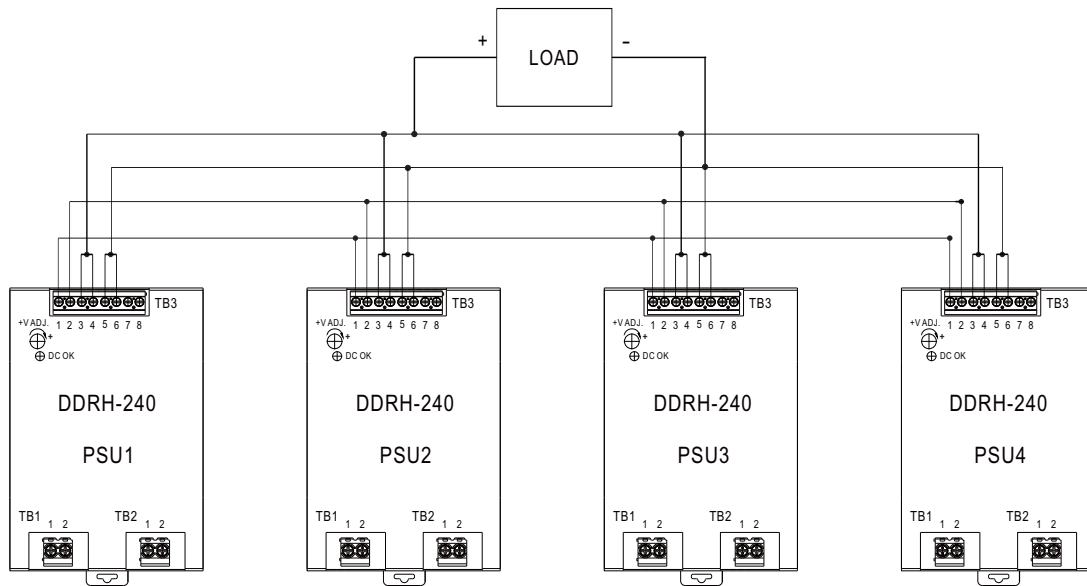 + LOAD -
TB3 TB3 TB3 TB3
1 2 3 4 5 6 7 8 1 2 3 4 5 6 7 8 1 2 3 4 5 6 7 8 1 2 3 4 5 6 7 8
+V ADJ. +V ADJ. +V ADJ. +V ADJ.
+ + + +
DC OK DC OK DC OK DC OK
DDRH-240 DDRH-240 DDRH-240 DDRH-240
PSU1 PSU2 PSU3 PSU4
TB1 1 2 TB2 1 2 TB1 1 2 TB2 1 2 TB1 1 2 TB2 1 2 TB1 1 2 TB2 1 2